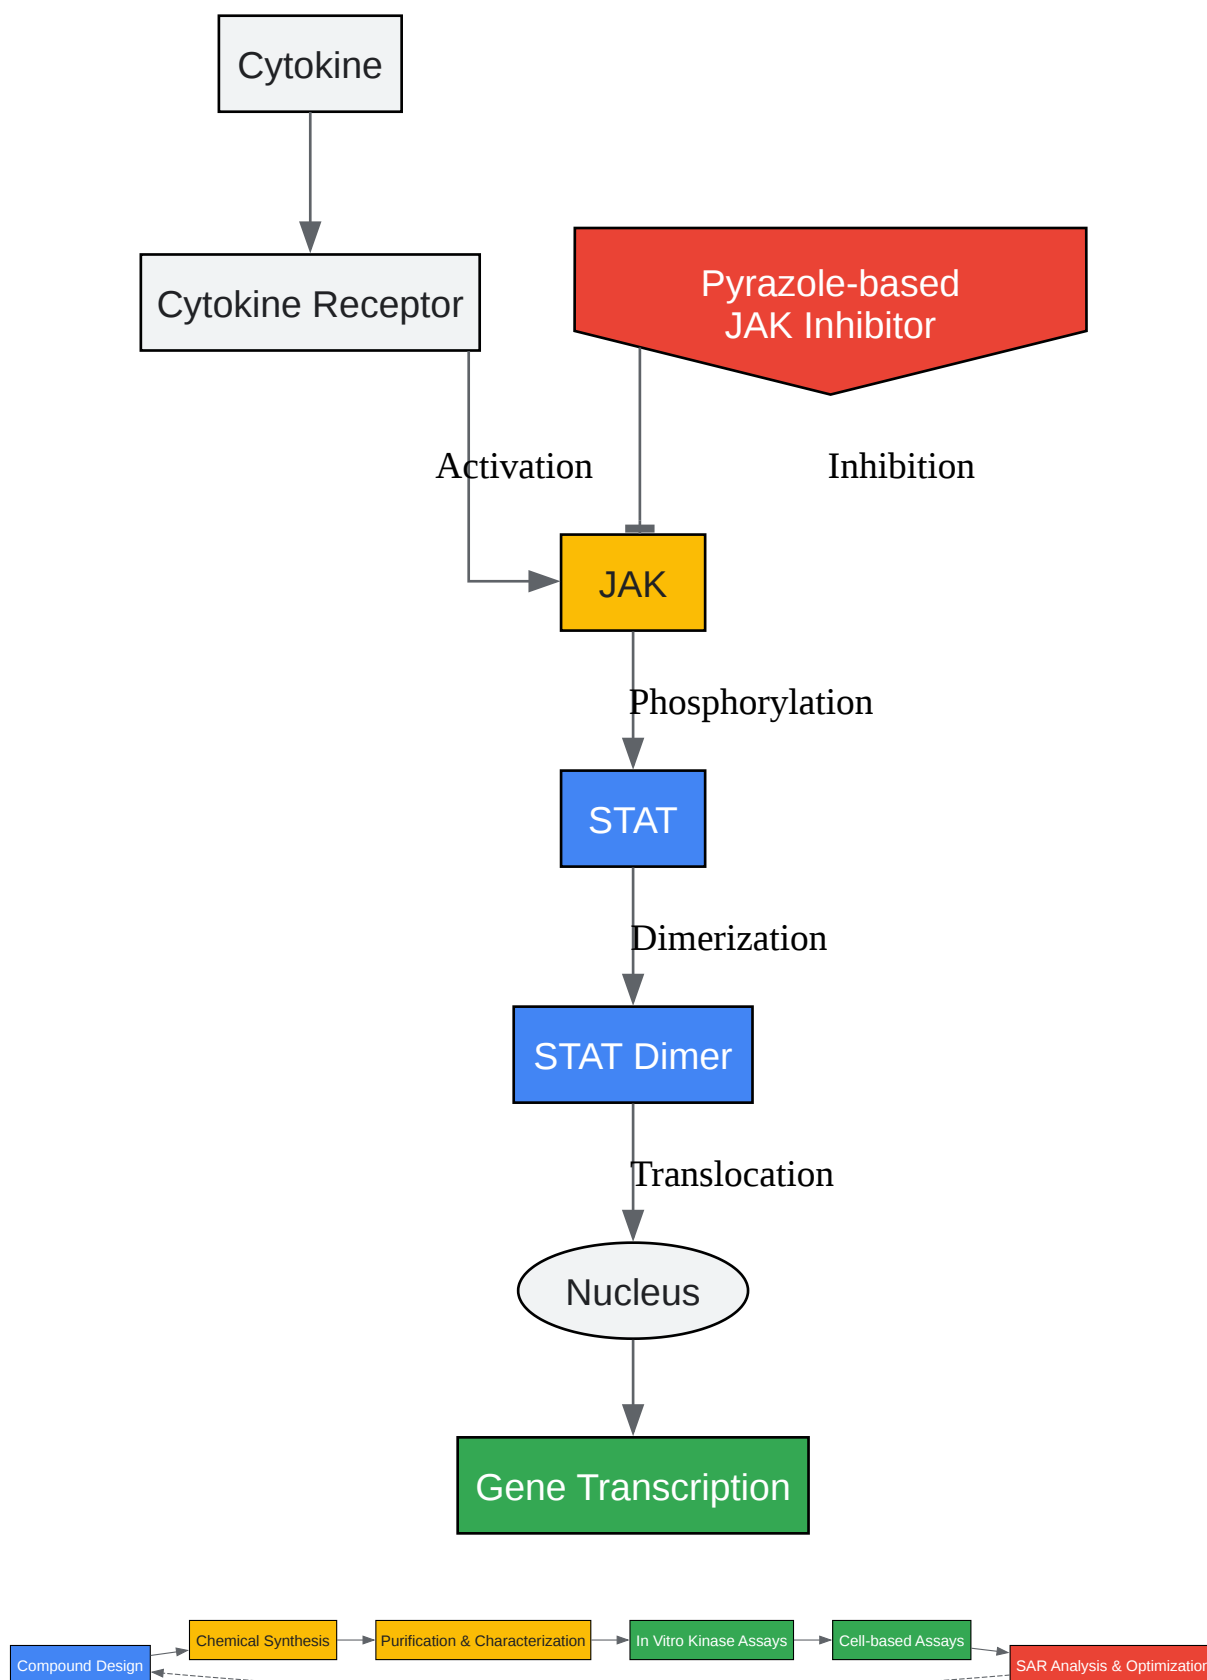 Cytokine
Cytokine Receptor
Pyrazole-based
JAK Inhibitor
Activation
Inhibition
JAK
Phosphorylation
STAT
Dimerization
STAT Dimer
Translocation
Nucleus
Gene Transcription
Compound Design
Chemical Synthesis
Purification & Characterization
In Vitro Kinase Assays
Cell-based Assays
SAR Analysis & Optimization